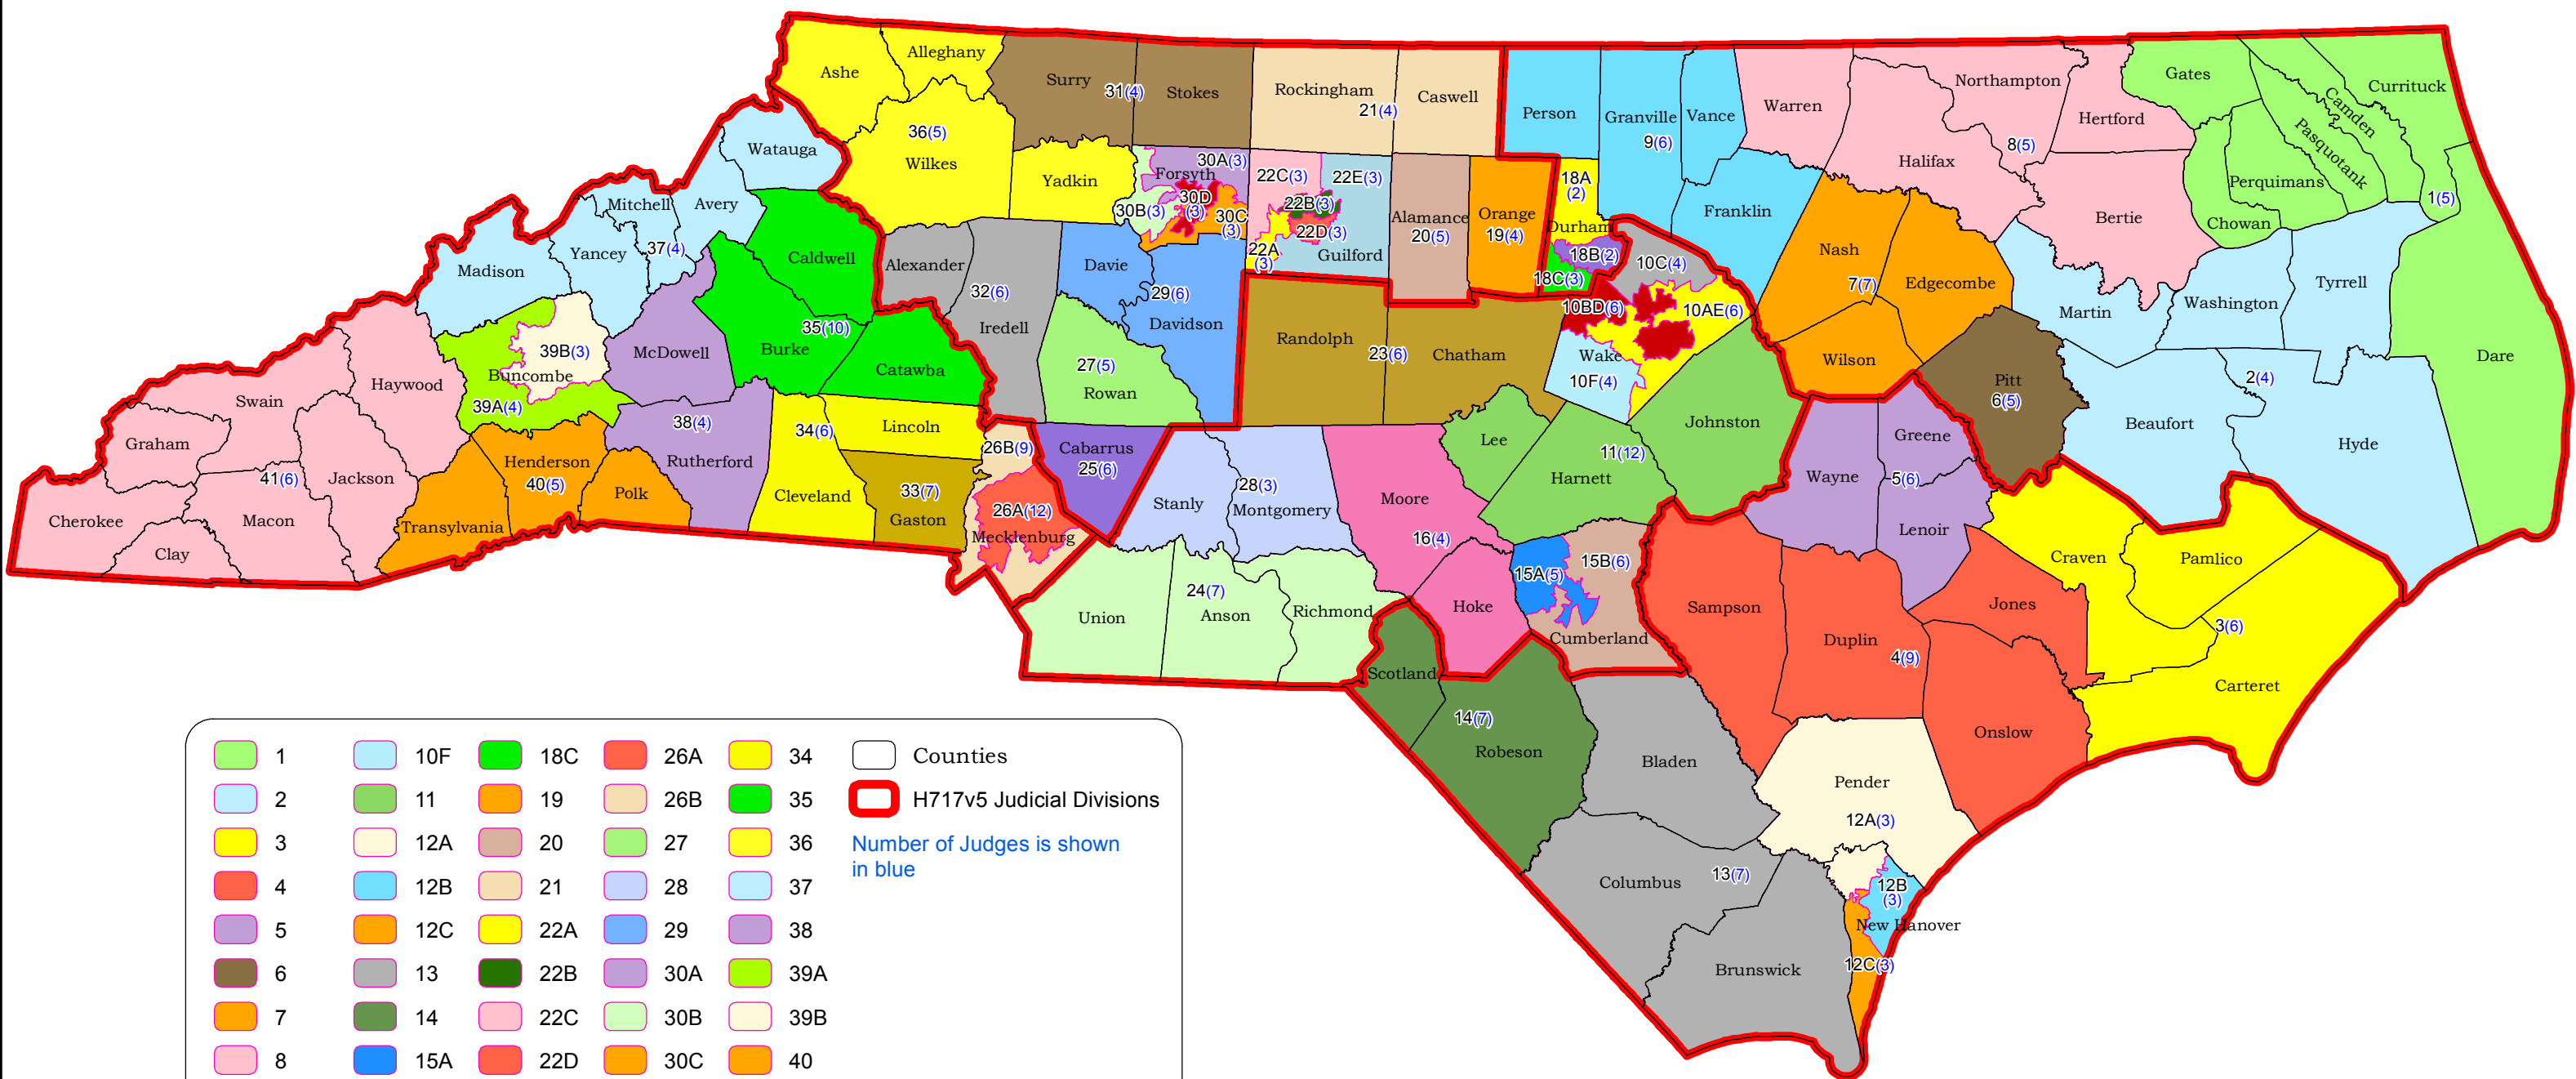 Alleghany
Ashe
Surry
31(4)
Stokes
Rockingham
21(4)
Caswell
Person
Granville
Vance
9(6)
Warren
Northampton
Gates
Currituck
Camden
Pasquotank
Hertford
8(5)
Halifax
Perquimans
1(5)
Chowan
Bertie
Watauga
36(5)
Wilkes
Yadkin
30A(3)
Forsyth
30D
(3)
30B(3)
30C
(3)
22C(3)
22E(3)
22B(3)
22D(3)
22A
(3)
Guilford
Alamance
20(5)
Orange
19(4)
18A
(2)
Durham
18B(2)
18C(3)
Franklin
10C(4)
10BD(6)
10AE(6)
Wake
10F(4)
Nash
7(7)
Edgecombe
Wilson
Martin
Washington
Tyrrell
Dare
Mitchell
Avery
Yancey
37(4)
Madison
Caldwell
Alexander
32(6)
Iredell
Davie
29(6)
Davidson
Randolph
23(6)
Chatham
Johnston
Pitt
6(5)
2(4)
Beaufort
Hyde
39B(3)
Buncombe
39A(4)
McDowell
35(10)
Burke
Catawba
27(5)
Rowan
Haywood
Swain
Graham
41(6)
Jackson
Macon
Cherokee
Clay
Henderson
40(5)
Transylvania
Polk
38(4)
Rutherford
34(6)
Lincoln
Cleveland
33(7)
Gaston
26B(9)
26A(12)
Mecklenburg
Cabarrus
25(6)
Stanly
28(3)
Montgomery
Moore
16(4)
Lee
11(12)
Harnett
Wayne
Greene
5(6)
Lenoir
Craven
Pamlico
3(6)
Carteret
Jones
Union
24(7)
Anson
Richmond
Hoke
15A(5)
15B(6)
Cumberland
Sampson
Duplin
4(9)
Onslow
Scotland
14(7)
Robeson
Bladen
Pender
12A(3)
Columbus
13(7)
12B
(3)
New Hanover
Brunswick
12C(3)
1
2
3
4
5
6
7
8
10F
11
12A
12B
12C
13
14
15A
18C
19
20
21
22A
22B
22C
22D
26A
26B
27
28
29
30A
30B
30C
34
35
36
37
38
39A
39B
40
Counties
H717v5 Judicial Divisions
Number of Judges is shown
in blue